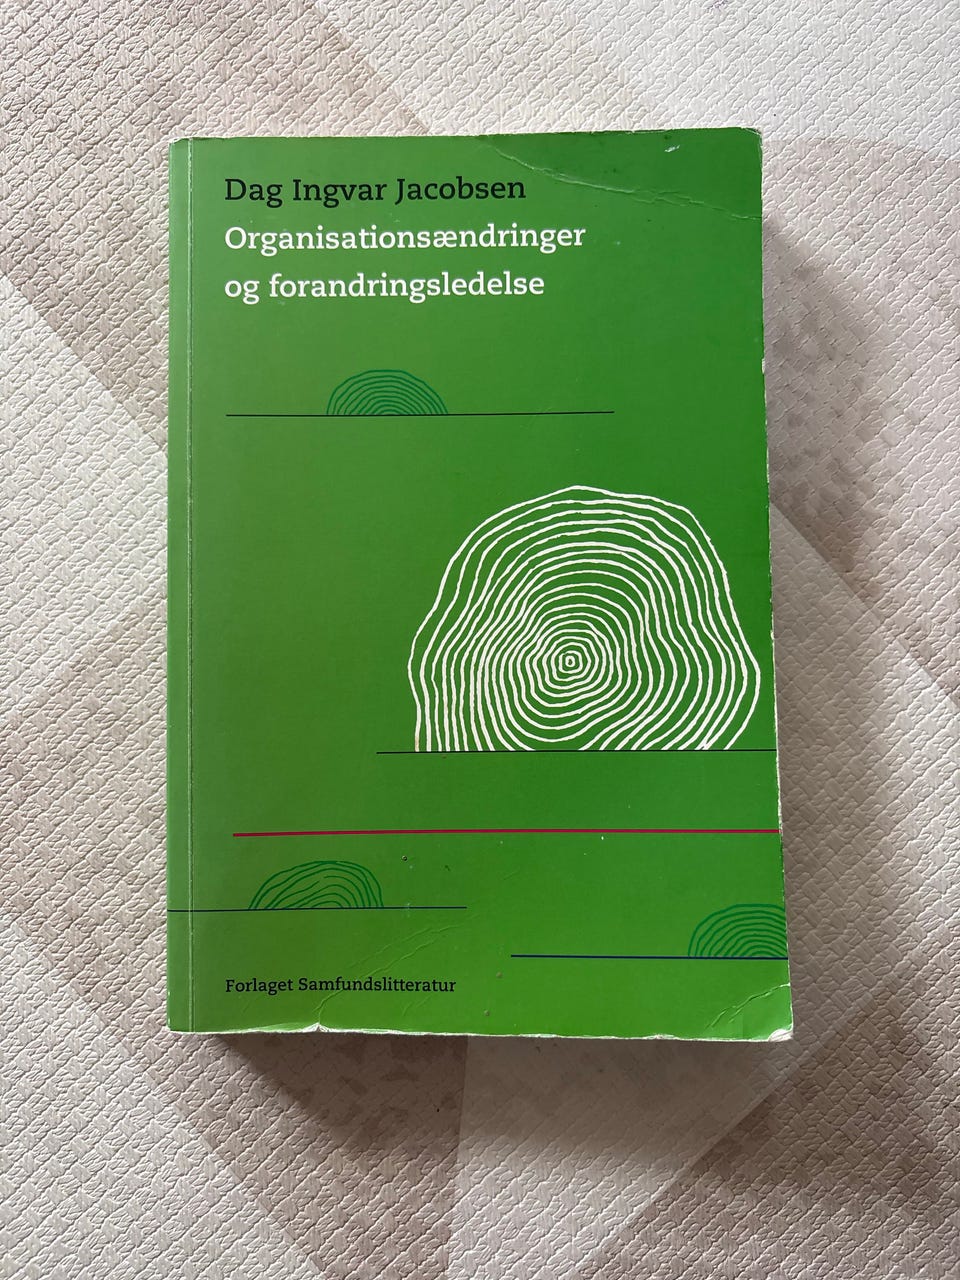 Dag Ingvar Jacobsen
Organisationsændringer
og forandringsledelse
Forlaget Samfundslitteratur